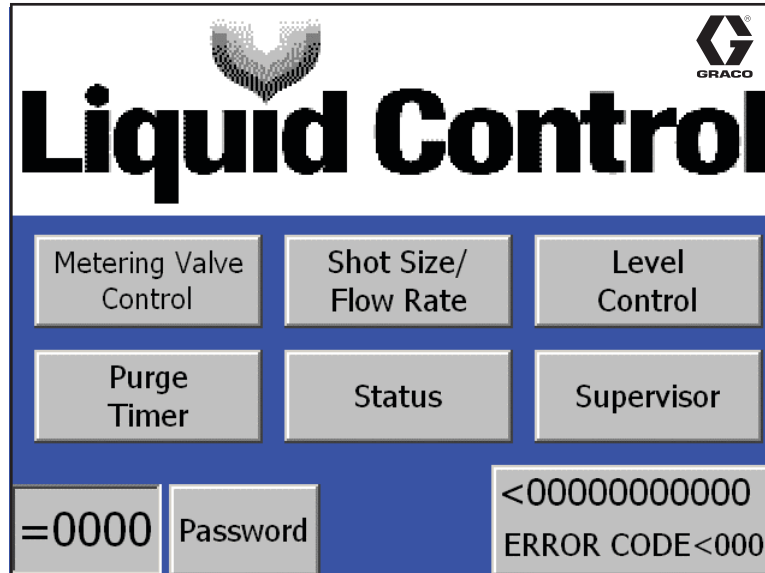 GRACO
®
Liquid Control
Metering Valve
Control
Shot Size/
Flow Rate
Level
Control
Purge
Timer
Status
Supervisor
=0000
Password
<00000000000
ERROR CODE<000